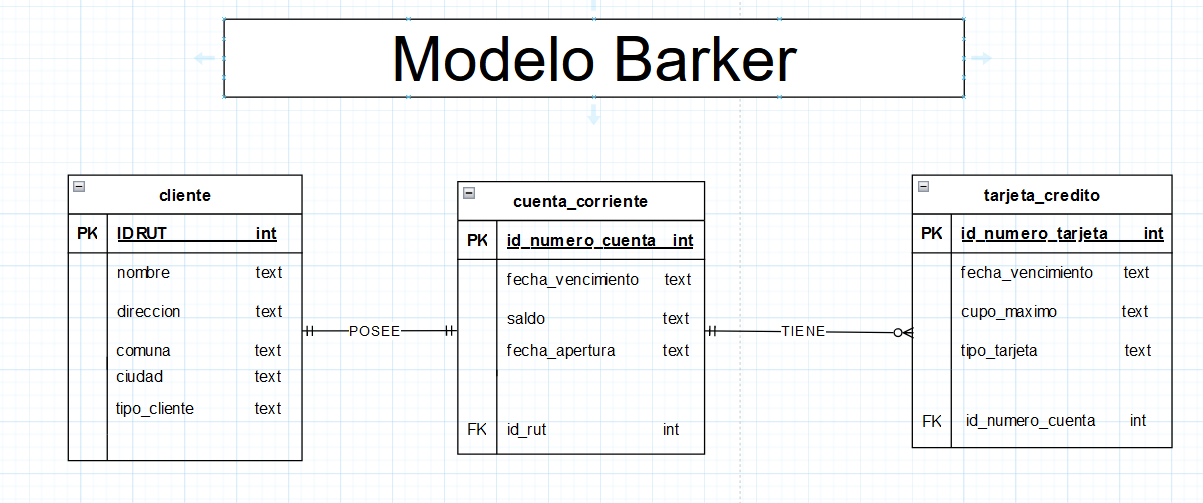 Modelo Barker
cliente
PK IDRUT int
nombre text
direccion text
comuna text
ciudad text
tipo_cliente text
POSEE
cuenta_corriente
PK id_numero_cuenta int
fecha_vencimiento text
saldo text
fecha_apertura text
FK id_rut int
TIENE
tarjeta_credito
PK id_numero_tarjeta int
fecha_vencimiento text
cupo_maximo text
tipo_tarjeta text
FK id_numero_cuenta int